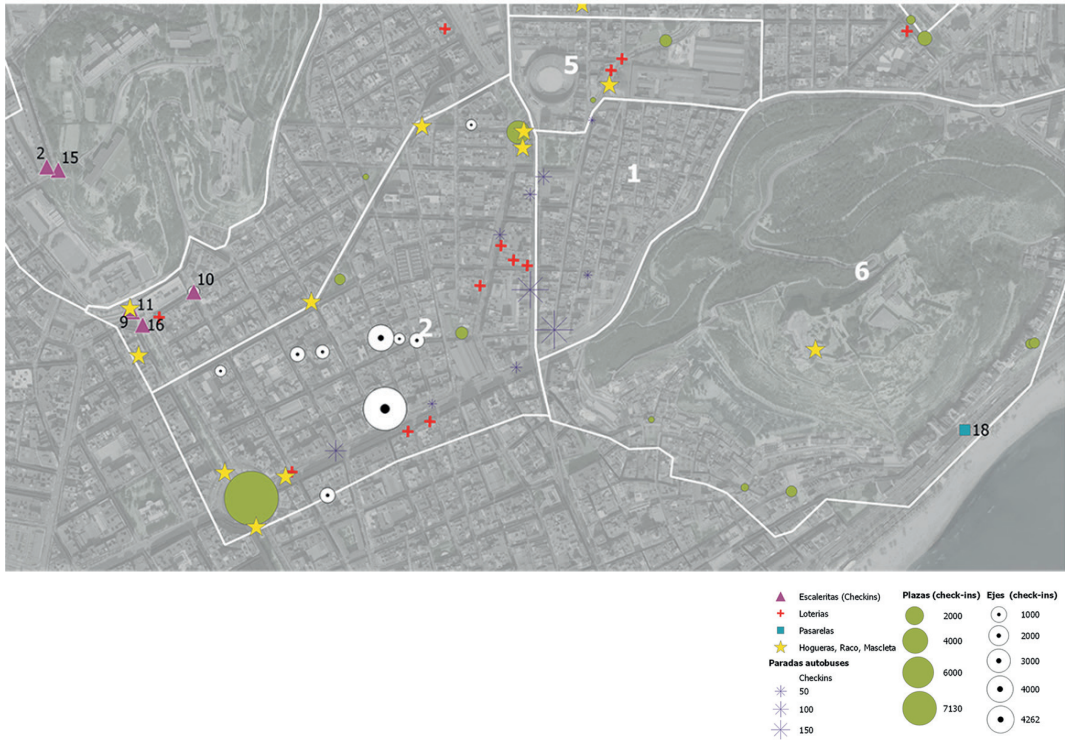 5
2
15
1
10
6
11
9
16
2
18
Escaleritas (Checkins)
Loterias
Pasarelas
Hogueras, Raco, Mascleta
Paradas autobuses
Checkins
50
100
150
Plazas (check-ins)
2000
4000
6000
7130
Ejes (check-ins)
1000
2000
3000
4000
4262